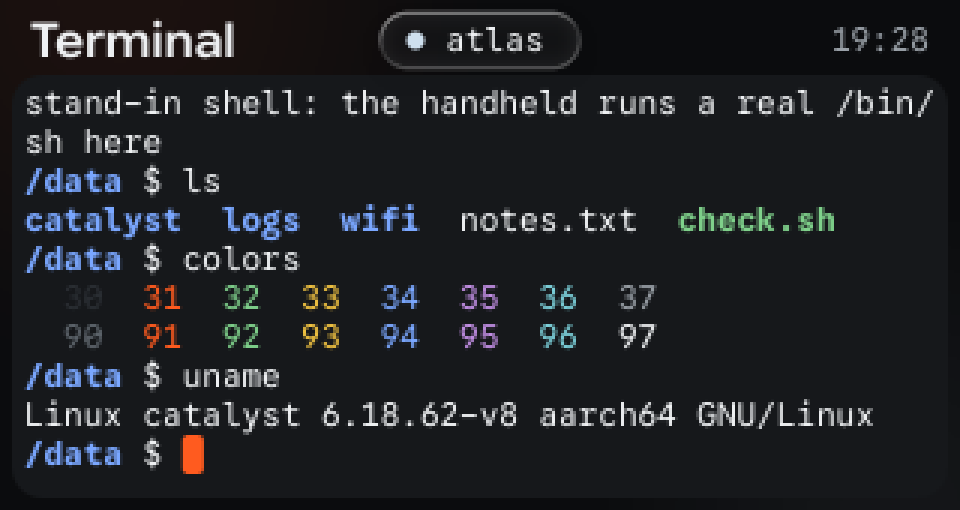 Terminal
atlas
19:28
stand-in shell: the handheld runs a real /bin/
sh here
/data $ ls
catalyst  logs  wifi  notes.txt  check.sh
/data $ colors
  30  31  32  33  34  35  36  37
  90  91  92  93  94  95  96  97
/data $ uname
Linux catalyst 6.18.62-v8 aarch64 GNU/Linux
/data $